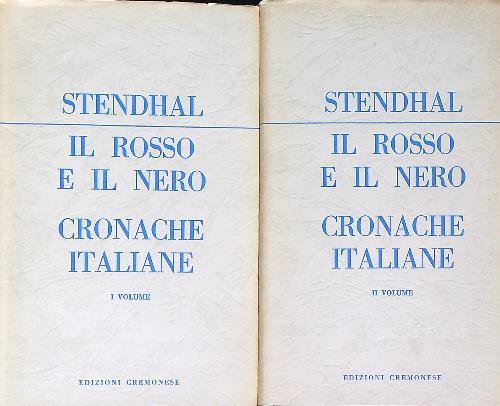 STENDHAL
IL ROSSO
E IL NERO
CRONACHE
ITALIANE
I VOLUME
EDIZIONI CREMONESE
STENDHAL
IL ROSSO
E IL NERO
CRONACHE
ITALIANE
II VOLUME
EDIZIONI CREMONESE